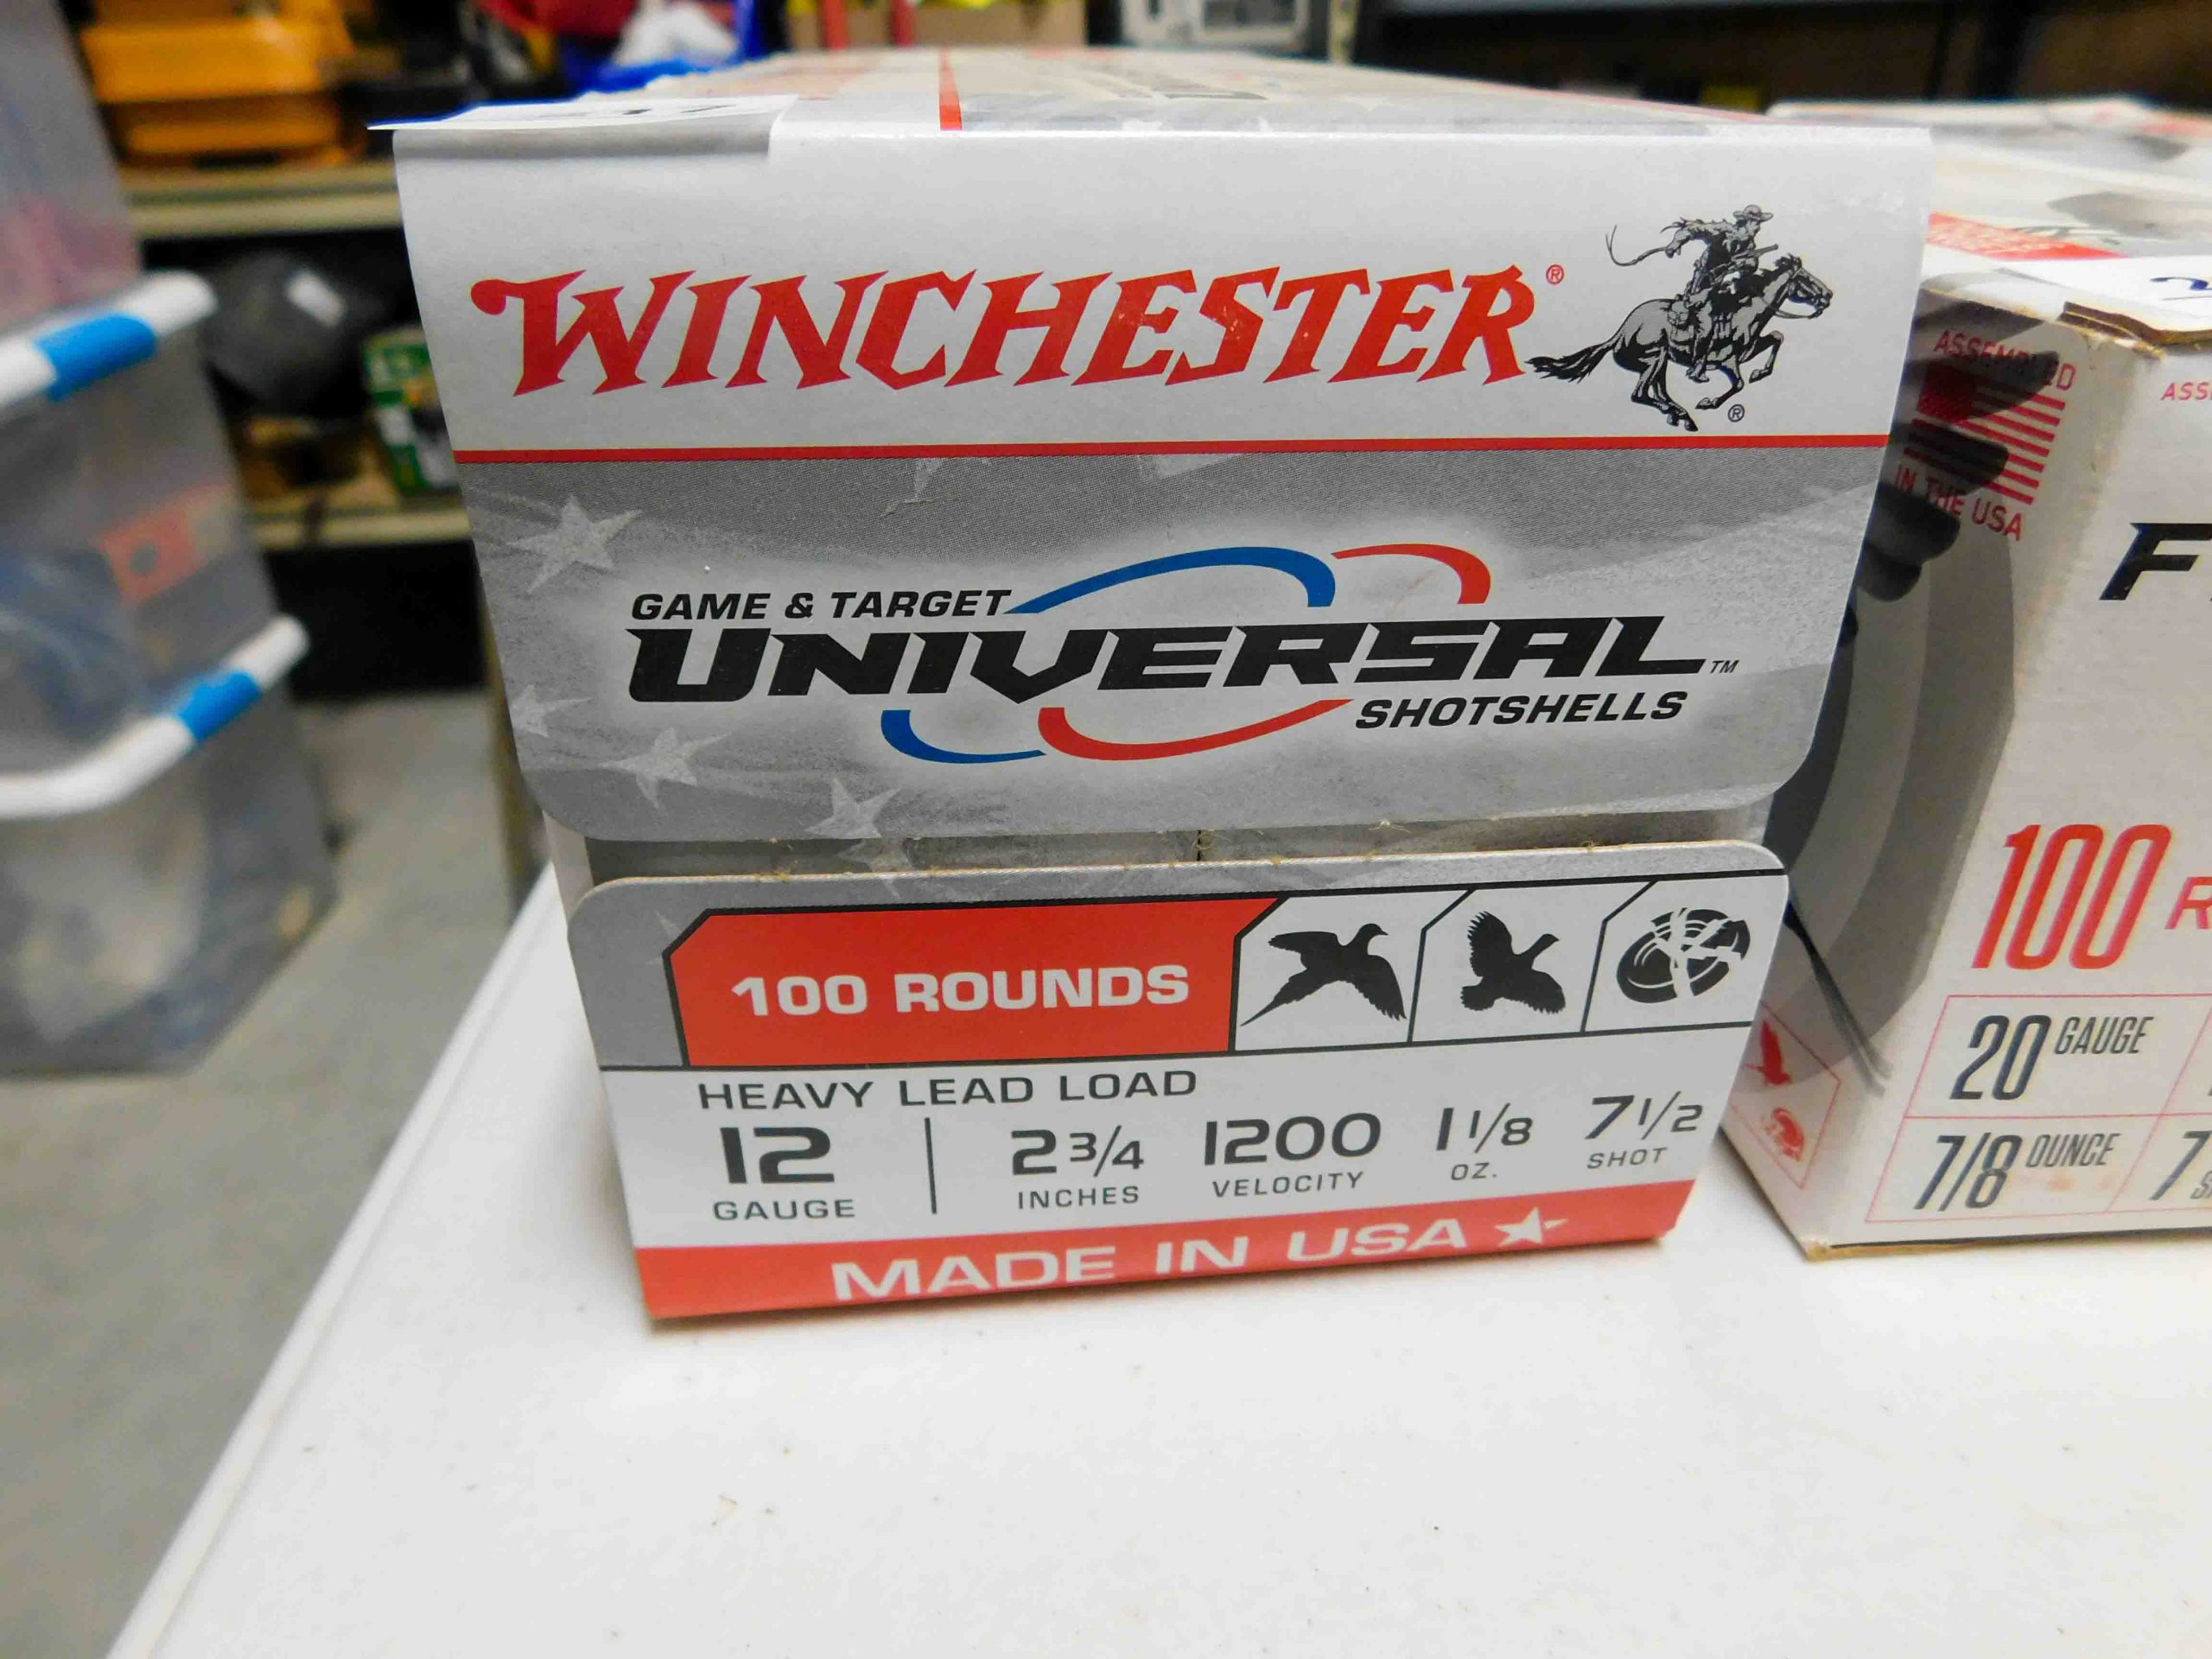 WINCHESTER®
®
GAME & TARGET
UNIVERSAL™
SHOTSHELLS
100 ROUNDS
HEAVY LEAD LOAD
12 GAUGE
2 3/4 INCHES
1200 VELOCITY
1 1/8 OZ.
7 1/2 SHOT
MADE IN USA
ASSEMBLED
IN THE USA
100
20 GAUGE
7/8 OUNCE
7